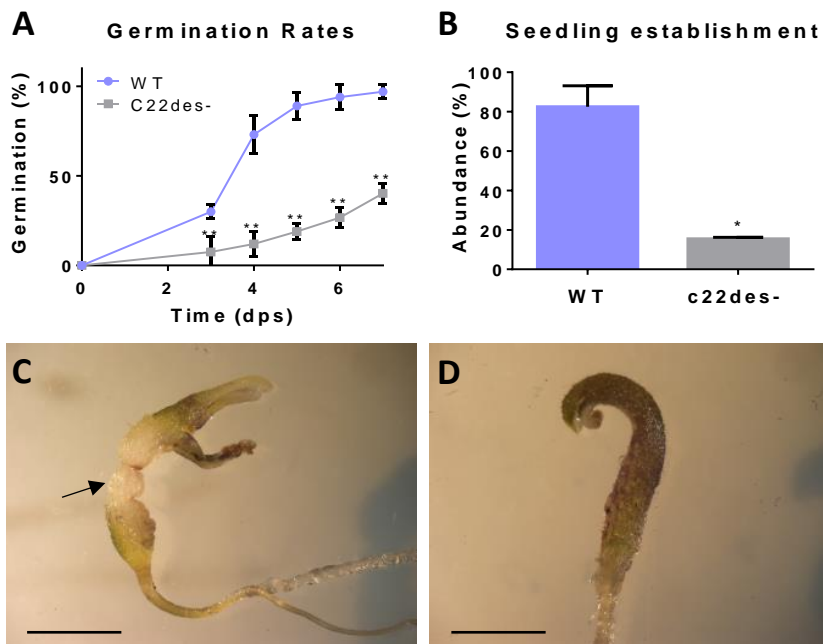 A Germination Rates
WT
C22des-
Germination (%)
100
50
0
**
**
**
**
**
0 2 4 6
Time (dps)
B Seedling establishment
Abundance (%)
100
80
60
40
20
0
*
WT c22des-
C
D